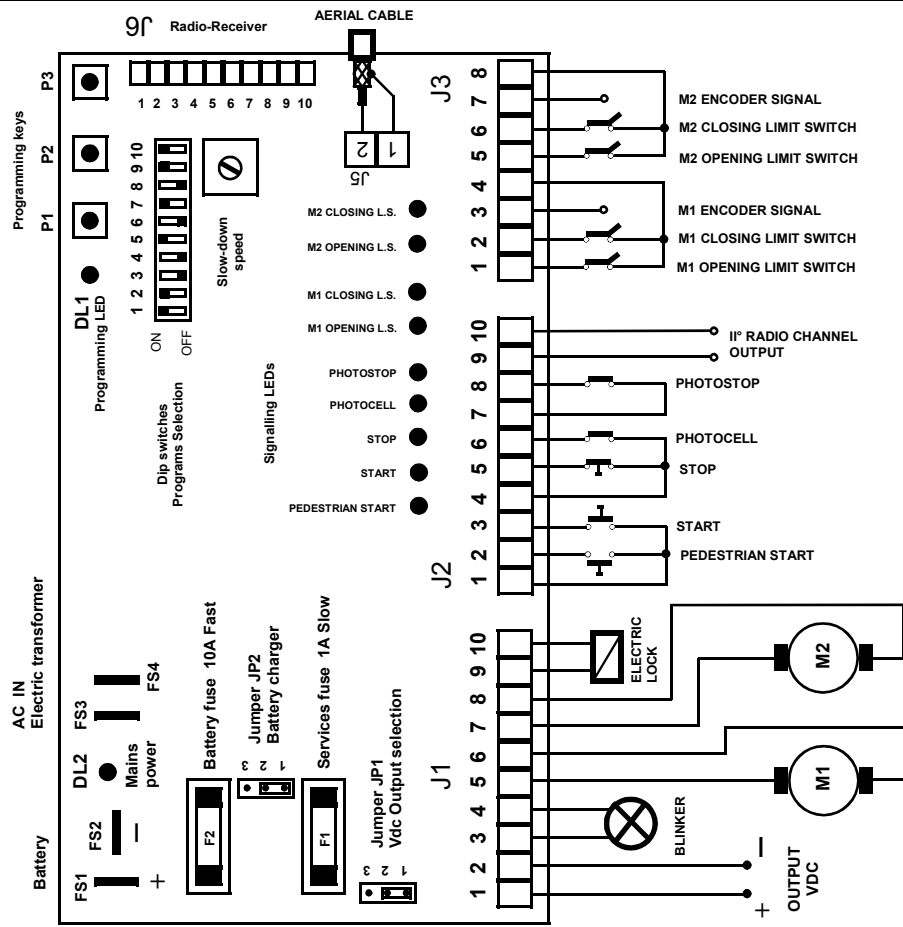 J6 Radio-Receiver
AERIAL CABLE
1 2 3 4 5 6 7 8 9 10
Programming keys
P1
P2
P3
DL1
Programming LED
1 2 3 4 5 6 7 8 9 10
ON
OFF
Dip switches
Programs Selection
Slow-down
speed
J5
2
1
Signalling LEDs
M2 CLOSING L.S.
M2 OPENING L.S.
M1 CLOSING L.S.
M1 OPENING L.S.
PHOTOSTOP
PHOTOCELL
STOP
START
PEDESTRIAN START
J3
8
7
6
5
4
3
2
1
M2 ENCODER SIGNAL
M2 CLOSING LIMIT SWITCH
M2 OPENING LIMIT SWITCH
M1 ENCODER SIGNAL
M1 CLOSING LIMIT SWITCH
M1 OPENING LIMIT SWITCH
J2
10
9
8
7
6
5
4
3
2
1
II° RADIO CHANNEL
OUTPUT
PHOTOSTOP
PHOTOCELL
STOP
START
PEDESTRIAN START
AC IN
Electric transformer
FS3
FS4
DL2
Mains
power
Battery
FS1
+
FS2
–
Battery fuse 10A Fast
F2
Jumper JP2
Battery charger
3 2 1
Services fuse 1A Slow
F1
Jumper JP1
Vdc Output selection
3 2 1
J1
10
9
8
7
6
5
4
3
2
1
ELECTRIC
LOCK
M2
M1
BLINKER
–
+
OUTPUT
VDC